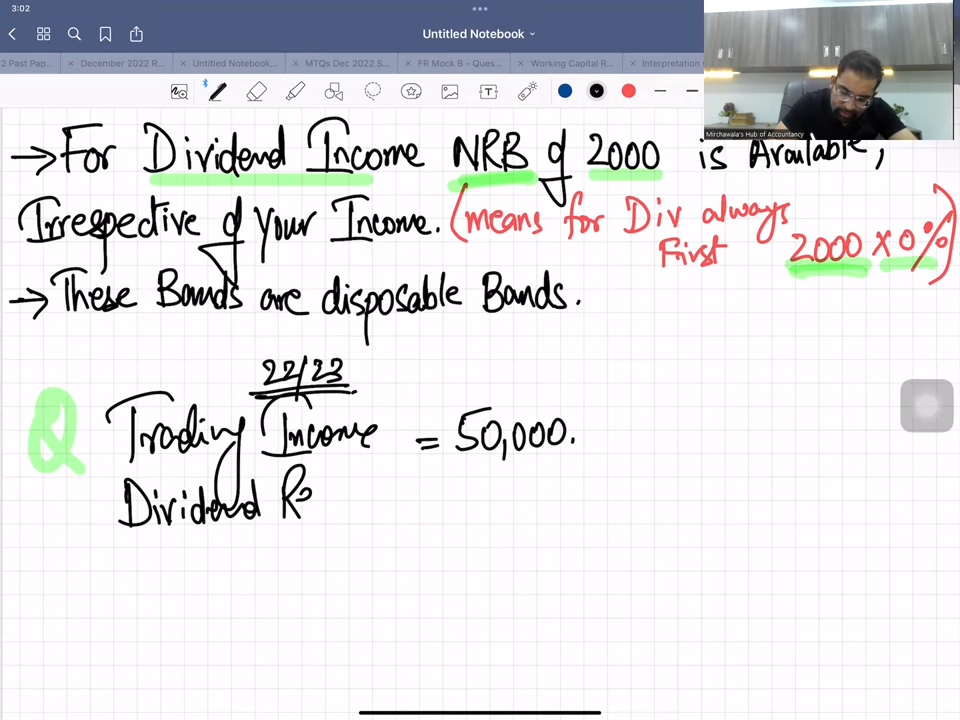 3:02
Untitled Notebook
2 Past Pap...
December 2022 R...
Untitled Notebook...
MTQs Dec 2022 S...
FR Mock B - Ques...
Working Capital R...
Interpretation
Mirchawala's Hub of Accountancy
→ For Dividend Income NRB of 2000 is Available,
Irrespective of your Income. (means for Div always
First 2000 x 0%)
→ These Bands are disposable Bands.
22/23
Q Trading Income = 50,000.
Dividend